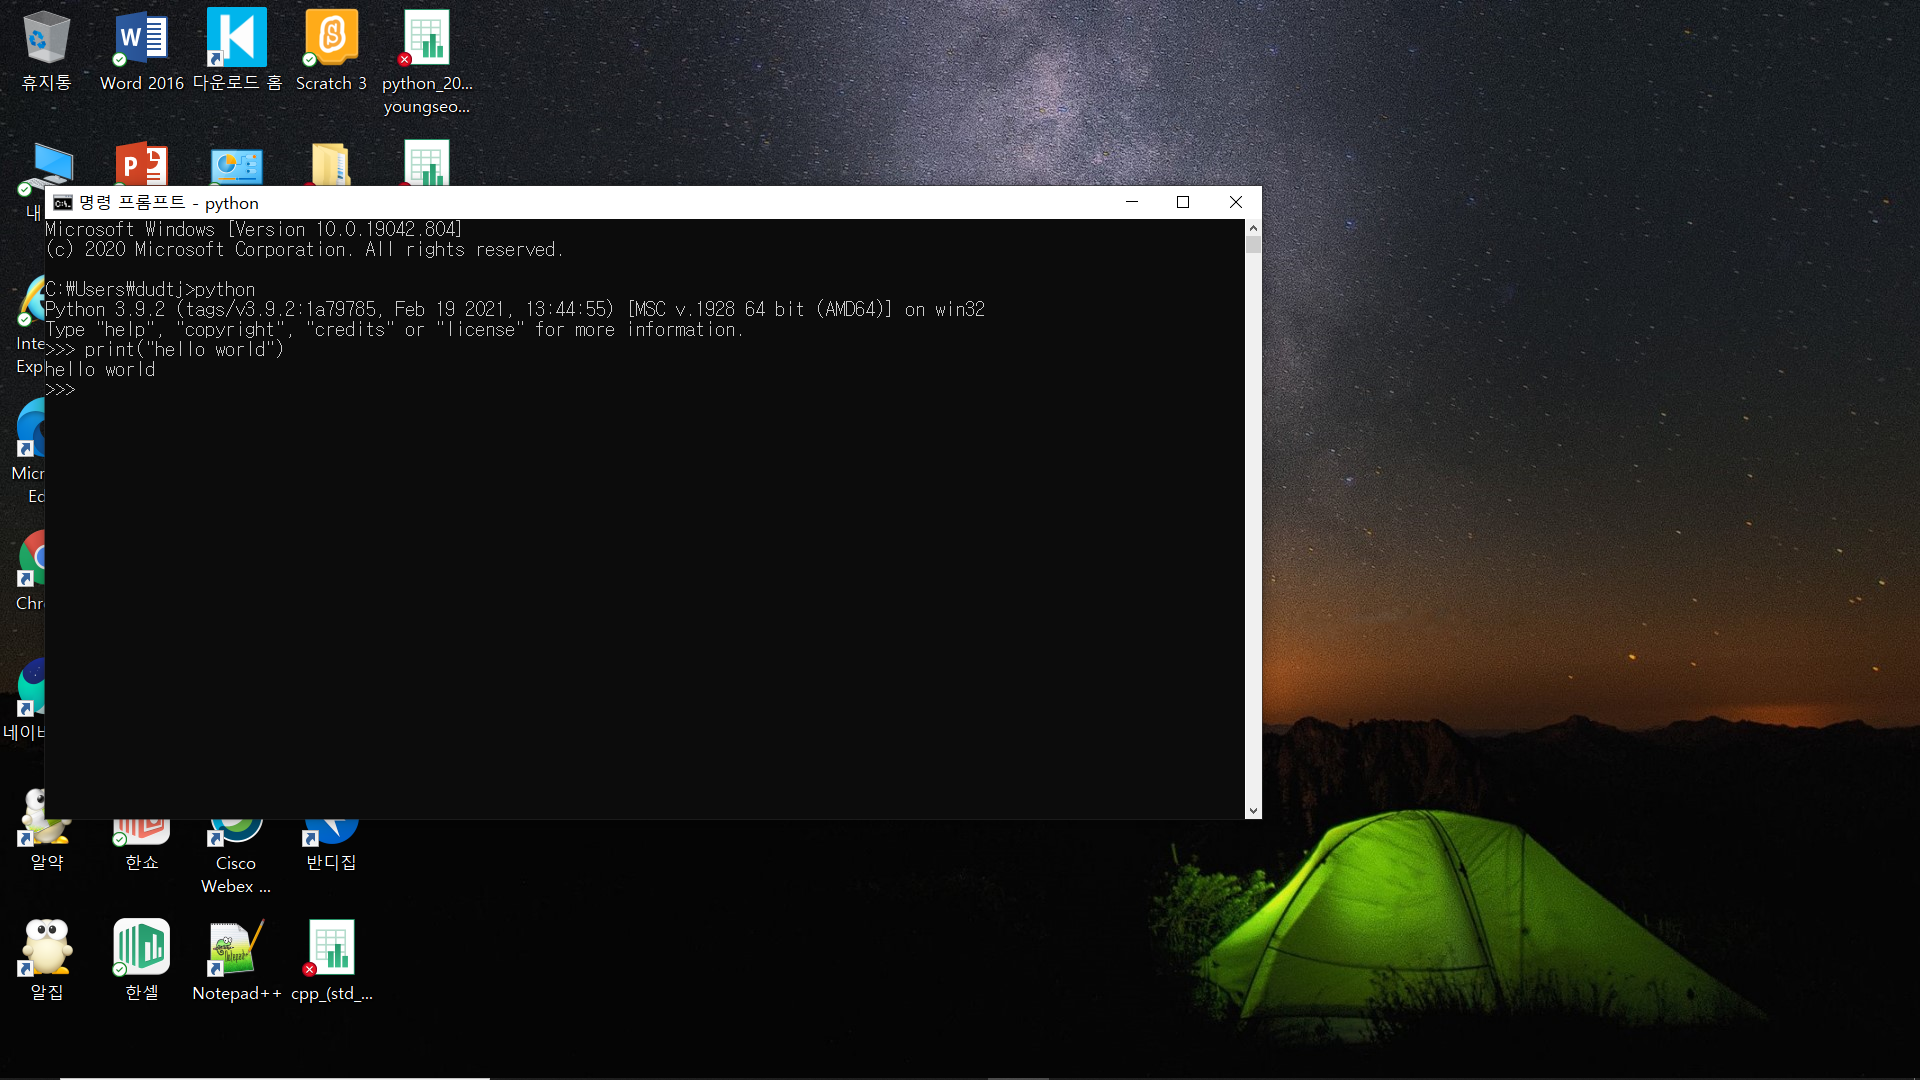 휴지통
Word 2016
다운로드 홈
Scratch 3
python_20...
youngseo...
내
명령 프롬프트 - python
Microsoft Windows [Version 10.0.19042.804]
(c) 2020 Microsoft Corporation. All rights reserved.
C:₩Users₩dudtj>python
Python 3.9.2 (tags/v3.9.2:1a79785, Feb 19 2021, 13:44:55) [MSC v.1928 64 bit (AMD64)] on win32
Type "help", "copyright", "credits" or "license" for more information.
>>> print("hello world")
hello world
>>>
Inte
Exp
Micr
Ed
Chr
네이버
알약
한쇼
Cisco
Webex ...
반디집
알집
한셀
Notepad++
cpp_(std_...